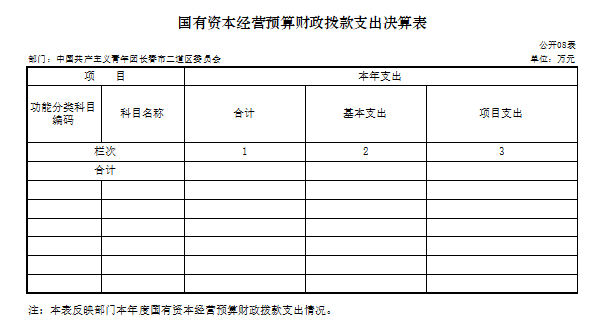 国有资本经营预算财政拨款支出决算表
公开08表
部门：中国共产主义青年团长春市二道区委员会 单位：万元
项 目 本年支出
功能分类科目编码 科目名称 合计 基本支出 项目支出
栏次 1 2 3
合计
注：本表反映部门本年度国有资本经营预算财政拨款支出情况。